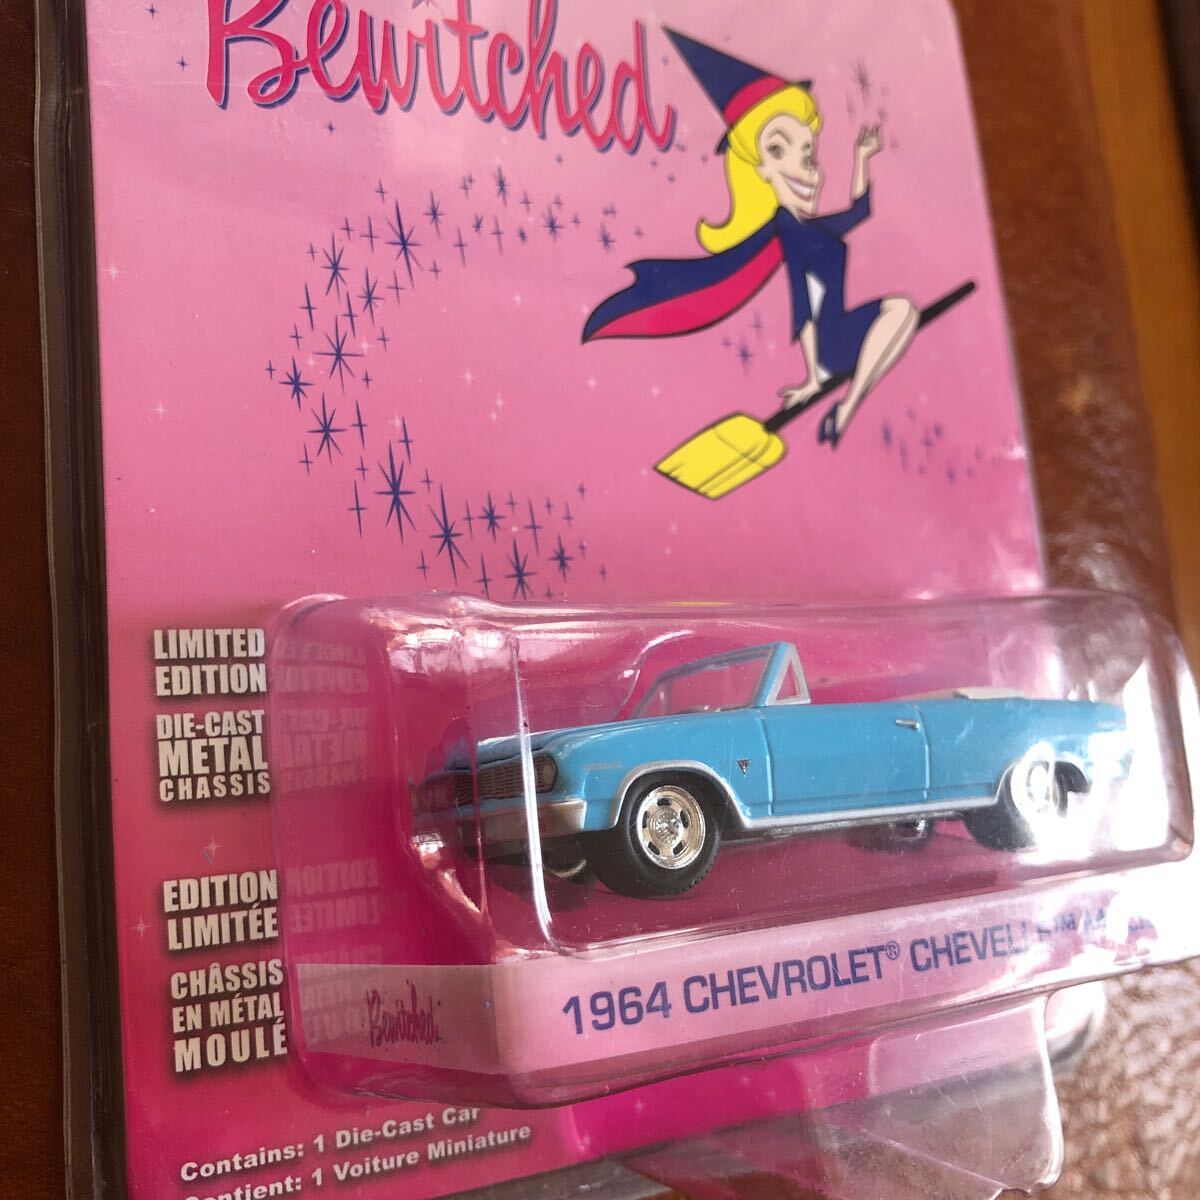 Bewitched
LIMITED
EDITION
DIE-CAST
METAL
CHASSIS
EDITION
LIMITÉE
CHÂSSIS
EN MÉTAL
MOULÉ
Bewitched
1964 CHEVROLET® CHEVELLE™
Contains: 1 Die-Cast Car
Contient: 1 Voiture Miniature